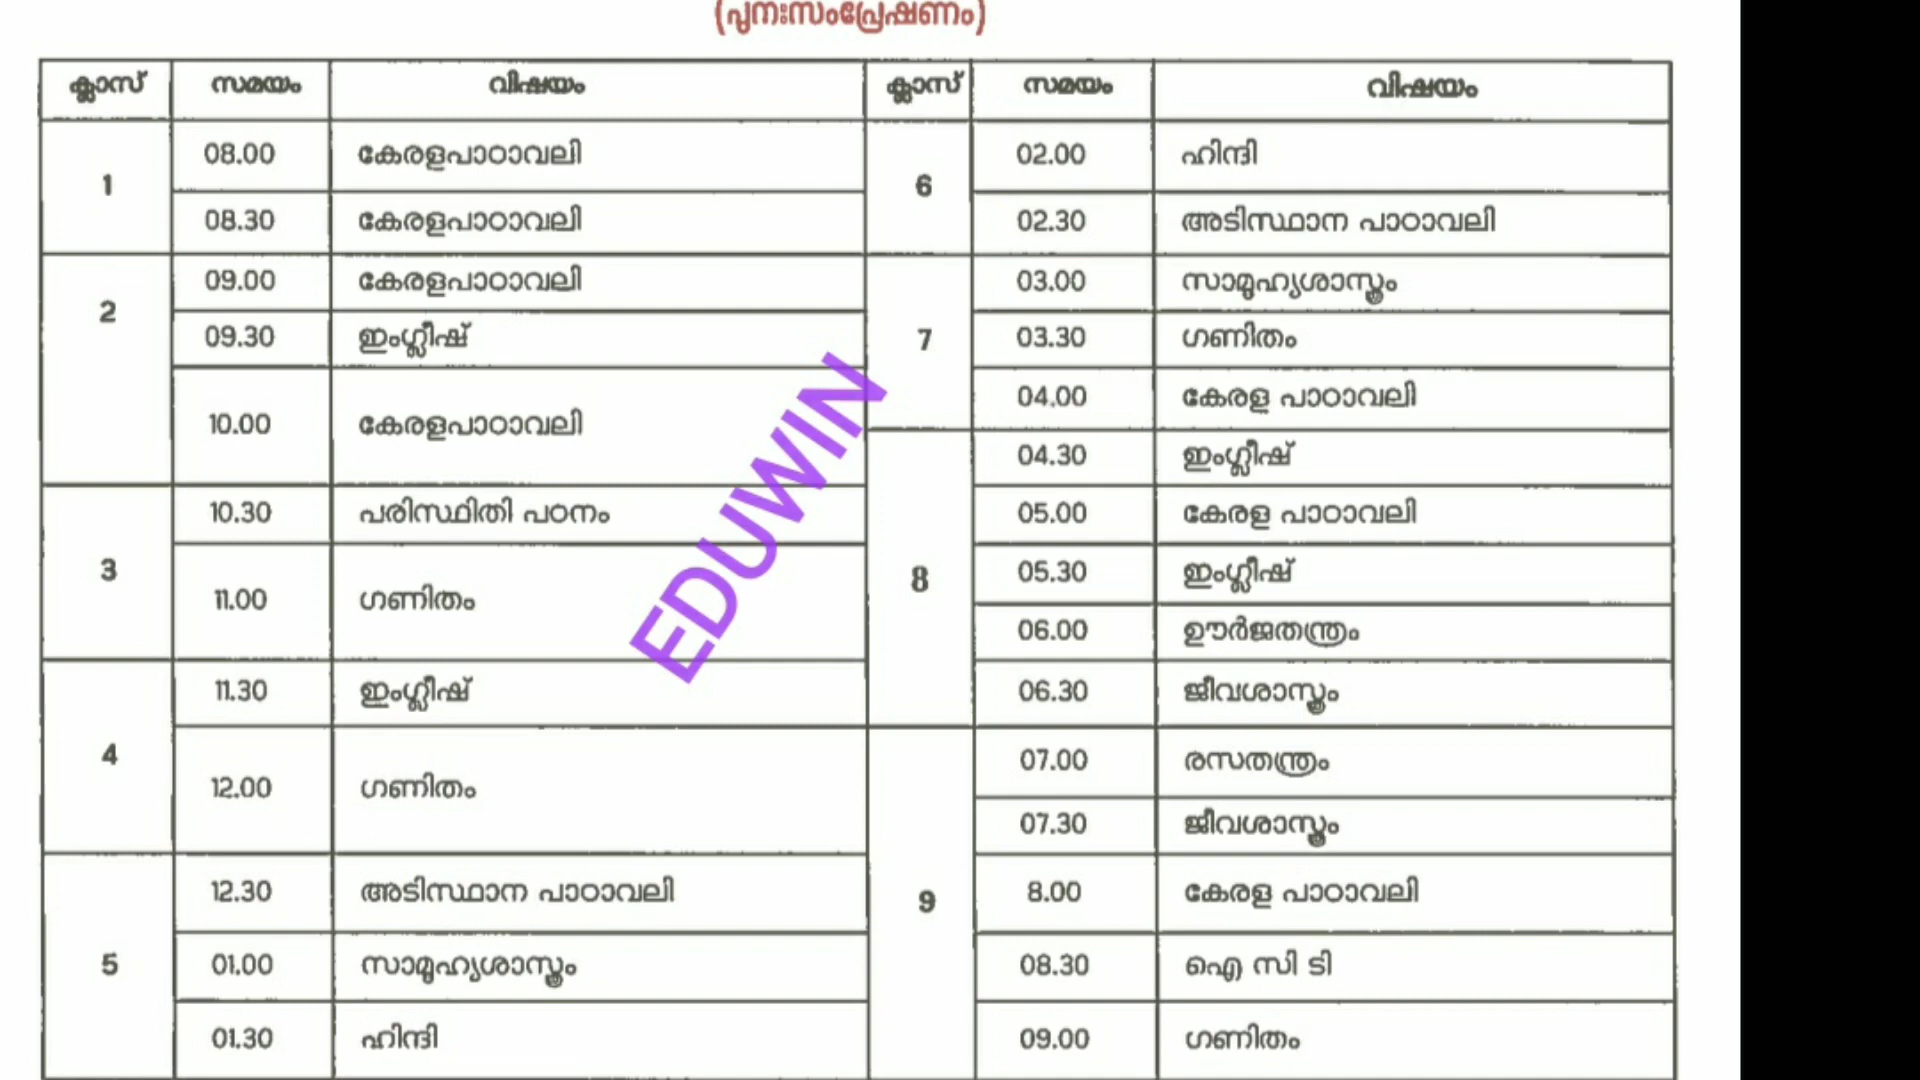 (പുനഃസംപ്രേഷണം)
ക്ലാസ് സമയം വിഷയം ക്ലാസ് സമയം വിഷയം
1 08.00 കേരളപാഠാവലി 6 02.00 ഹിന്ദി
08.30 കേരളപാഠാവലി 02.30 അടിസ്ഥാന പാഠാവലി
2 09.00 കേരളപാഠാവലി 7 03.00 സാമൂഹ്യശാസ്ത്രം
09.30 ഇംഗ്ലീഷ് 03.30 ഗണിതം
10.00 കേരളപാഠാവലി 04.00 കേരള പാഠാവലി
8 04.30 ഇംഗ്ലീഷ്
3 10.30 പരിസ്ഥിതി പഠനം 05.00 കേരള പാഠാവലി
11.00 ഗണിതം 05.30 ഇംഗ്ലീഷ്
06.00 ഊർജതന്ത്രം
4 11.30 ഇംഗ്ലീഷ് 06.30 ജീവശാസ്ത്രം
12.00 ഗണിതം 9 07.00 രസതന്ത്രം
07.30 ജീവശാസ്ത്രം
5 12.30 അടിസ്ഥാന പാഠാവലി 8.00 കേരള പാഠാവലി
01.00 സാമൂഹ്യശാസ്ത്രം 08.30 ഐ സി ടി
01.30 ഹിന്ദി 09.00 ഗണിതം
EDUWIN